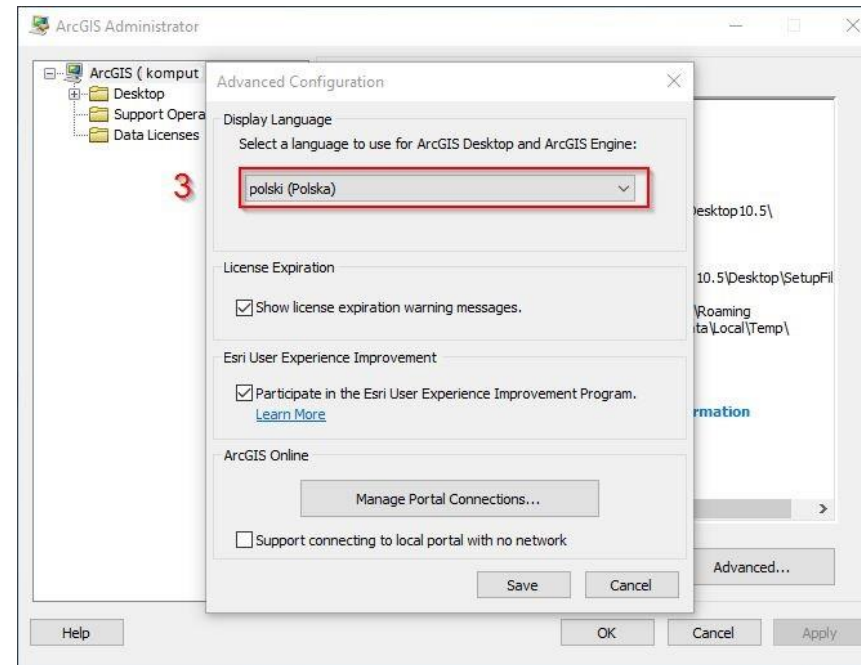 ArcGIS Administrator
ArcGIS ( komput
Desktop
Support Opera
Data Licenses
3
Advanced Configuration
Display Language
Select a language to use for ArcGIS Desktop and ArcGIS Engine:
polski (Polska)
License Expiration
Show license expiration warning messages.
Esri User Experience Improvement
Participate in the Esri User Experience Improvement Program.
Learn More
ArcGIS Online
Manage Portal Connections...
Support connecting to local portal with no network
Save Cancel
Desktop10.5\
10.5\Desktop\SetupFil
\Roaming
ta\Local\Temp\
rmation
Advanced...
Help OK Cancel Apply